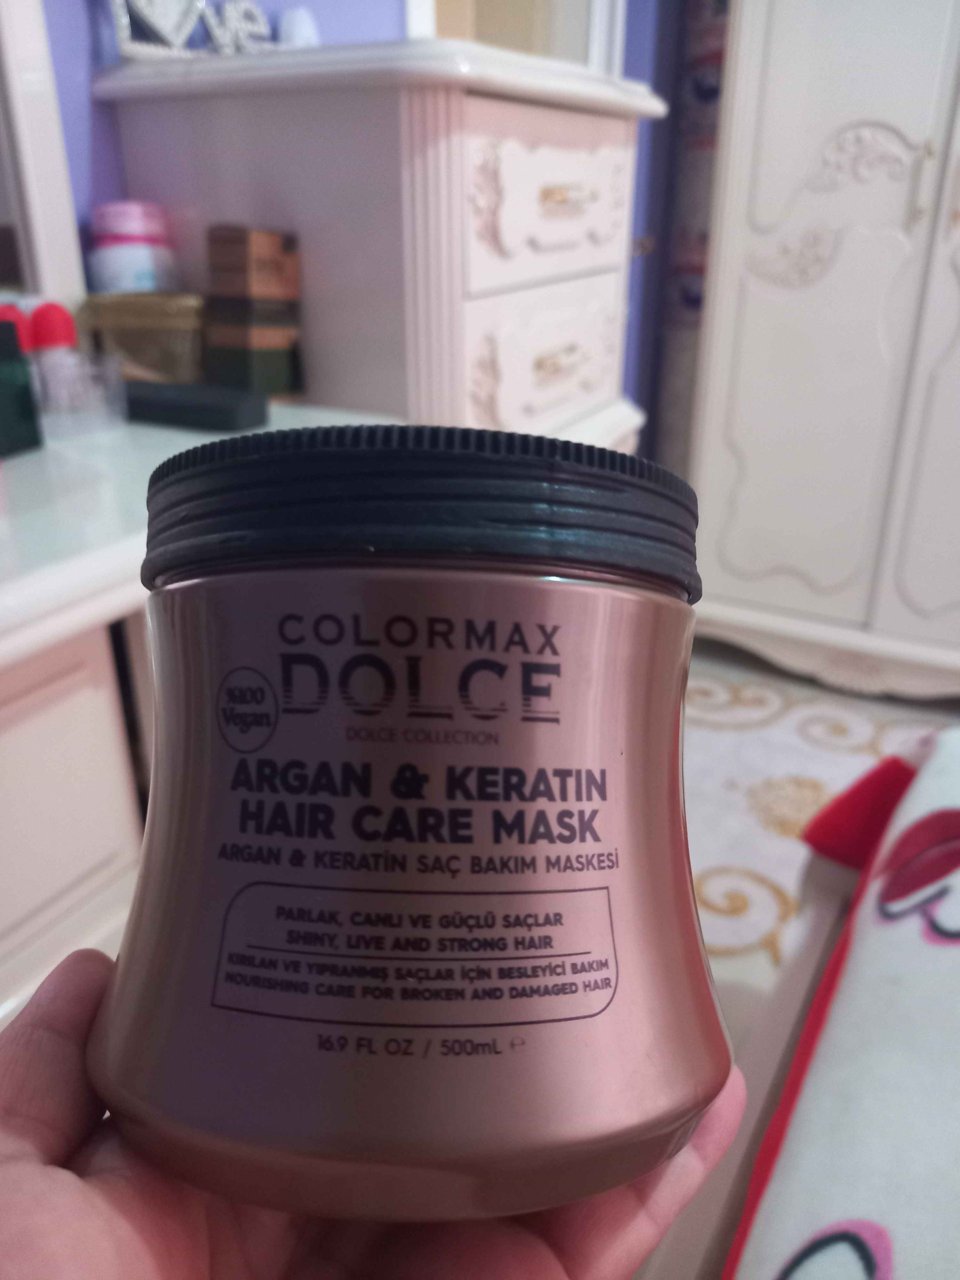 Love
COLORMAX
DOLCE
%100
Vegan
DOLCE COLLECTION
ARGAN & KERATIN
HAIR CARE MASK
ARGAN & KERATİN SAÇ BAKIM MASKESİ
PARLAK, CANLI VE GÜÇLÜ SAÇLAR
SHINY, LIVE AND STRONG HAIR
KIRILAN VE YIPRANMIŞ SAÇLAR İÇİN BESLEYİCİ BAKIM
NOURISHING CARE FOR BROKEN AND DAMAGED HAIR
16.9 FL OZ / 500mL ℮